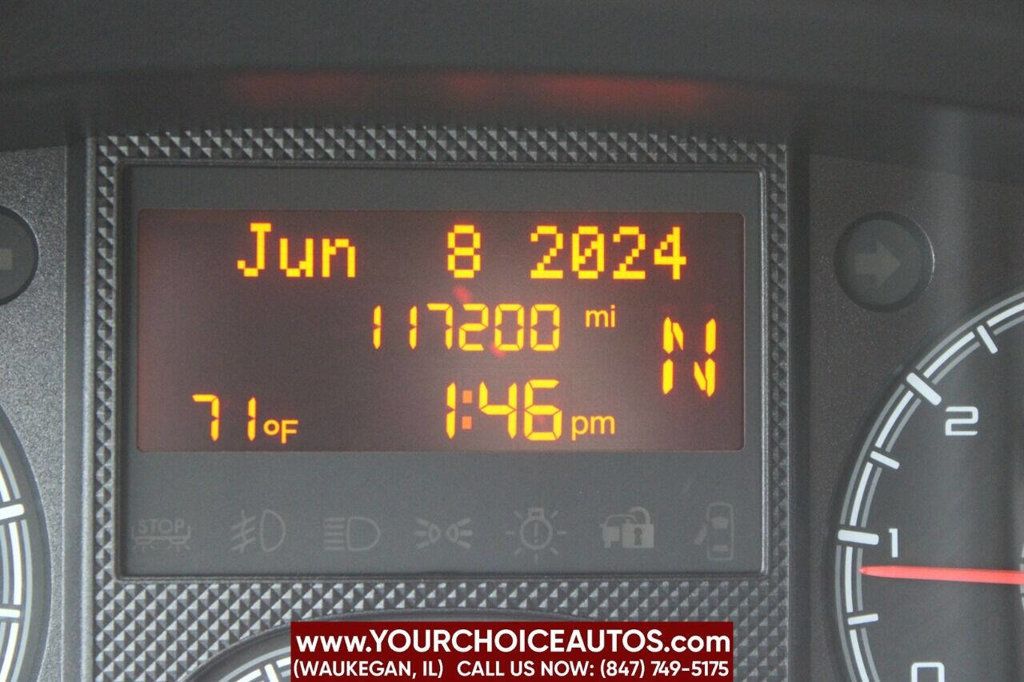 Jun 8 2024
117200 mi
N
71°F 1:46 pm
STOP
2
1
0
www.YOURCHOICEAUTOS.com
(WAUKEGAN, IL) CALL US NOW: (847) 749-5175